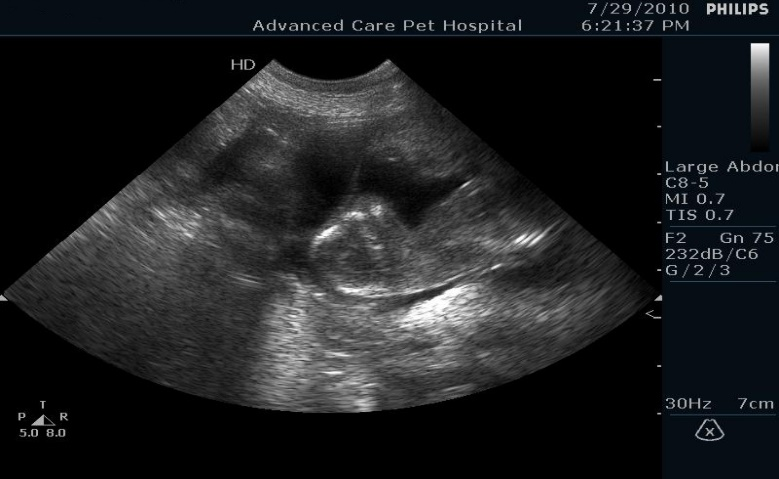 7/29/2010 PHILIPS
Advanced Care Pet Hospital 6:21:37 PM
HD
Large Abdo
C8-5
MI 0.7
TIS 0.7
F2 Gn 75
232dB/C6
G/2/3
30Hz 7cm
X
T
P R
5.0 8.0